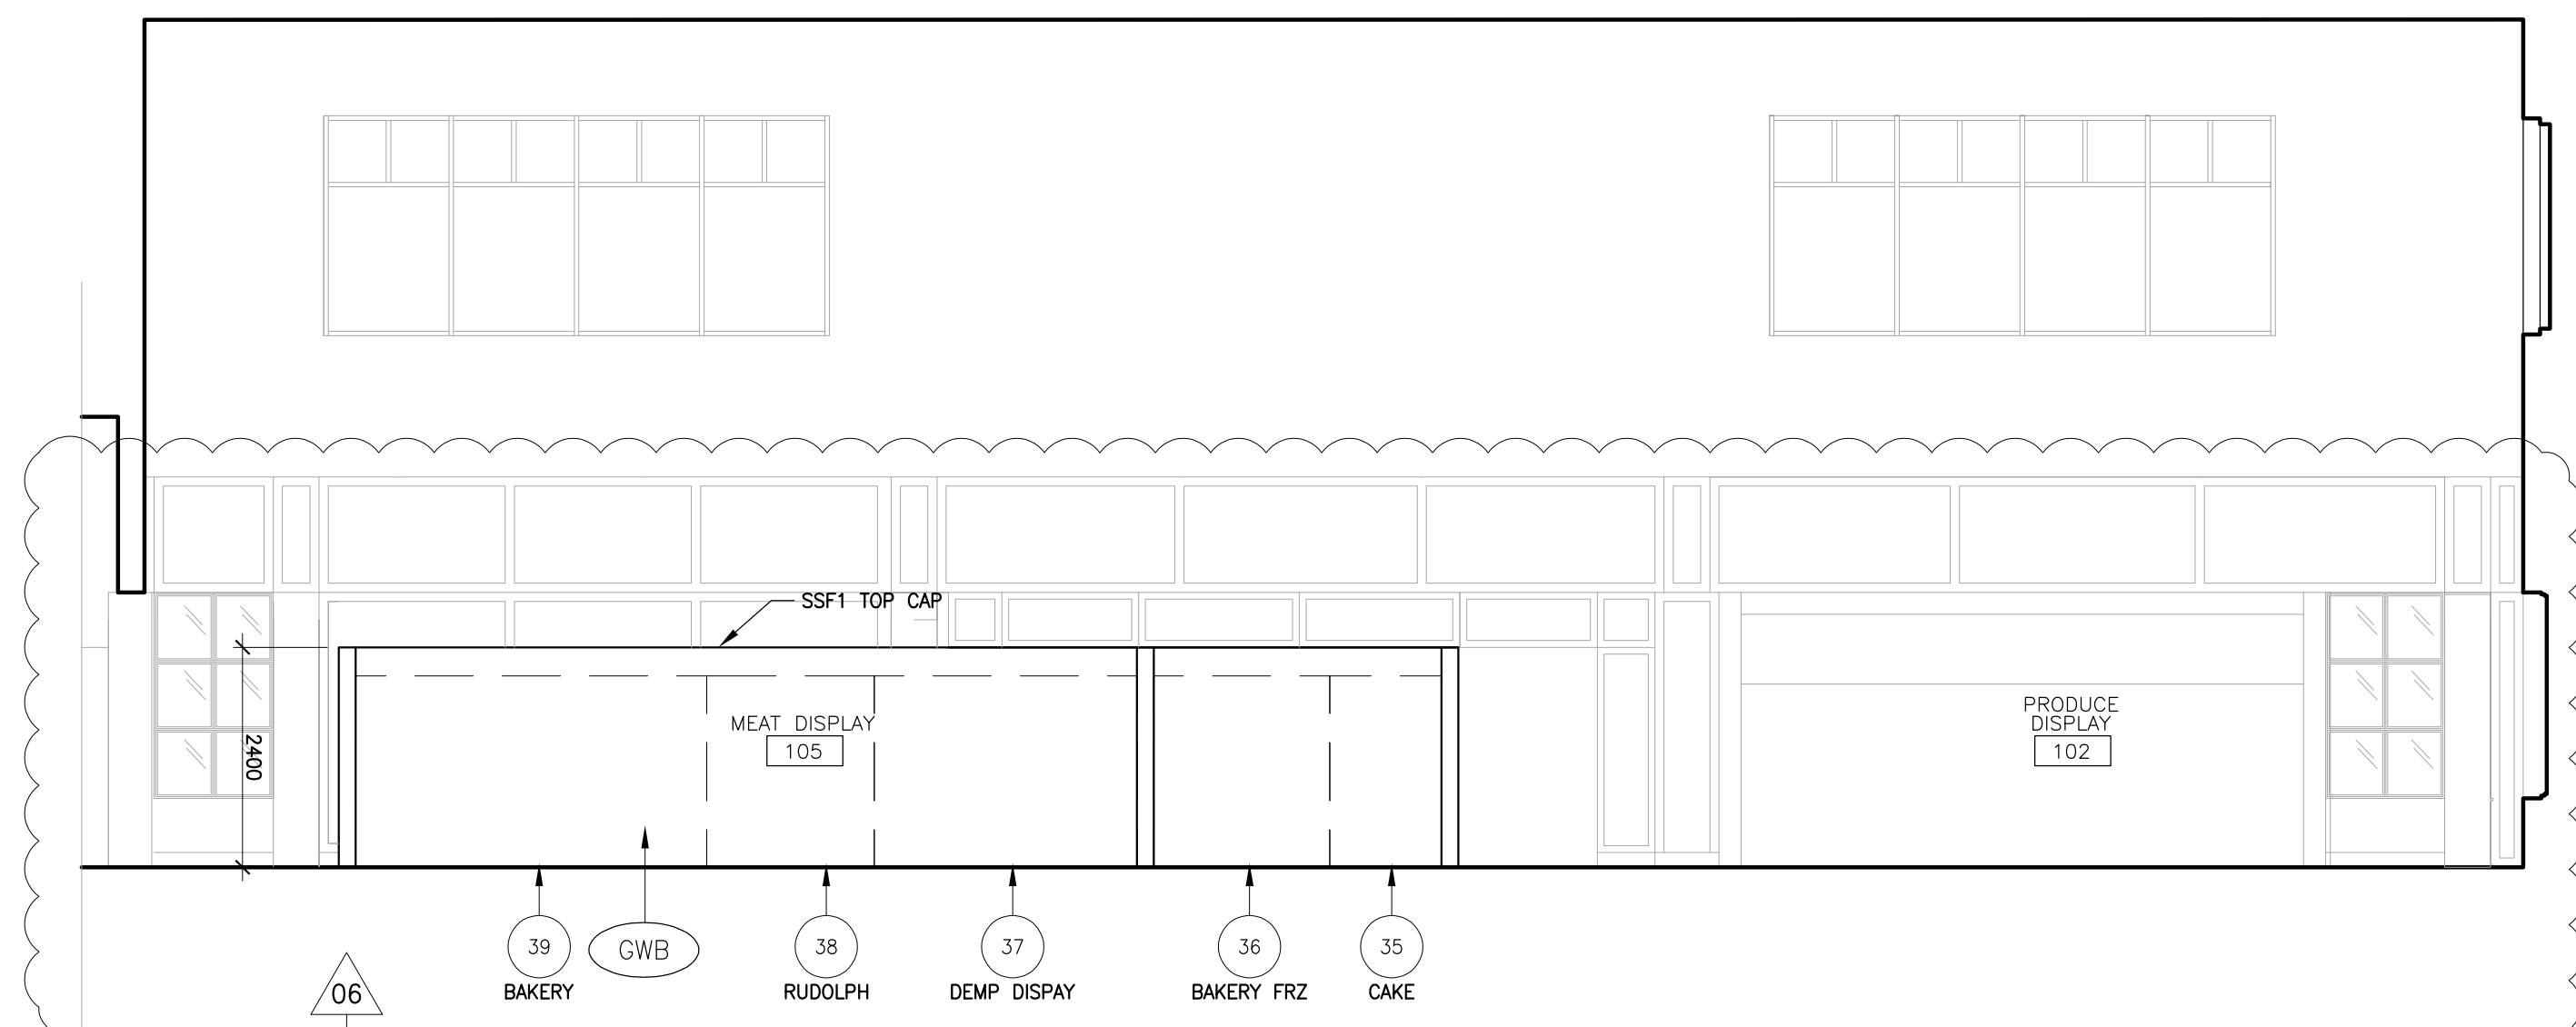 SSF1 TOP CAP
2400
MEAT DISPLAY
105
PRODUCE
DISPLAY
102
39
BAKERY
GWB
38
RUDOLPH
37
DEMP DISPAY
36
BAKERY FRZ
35
CAKE
06